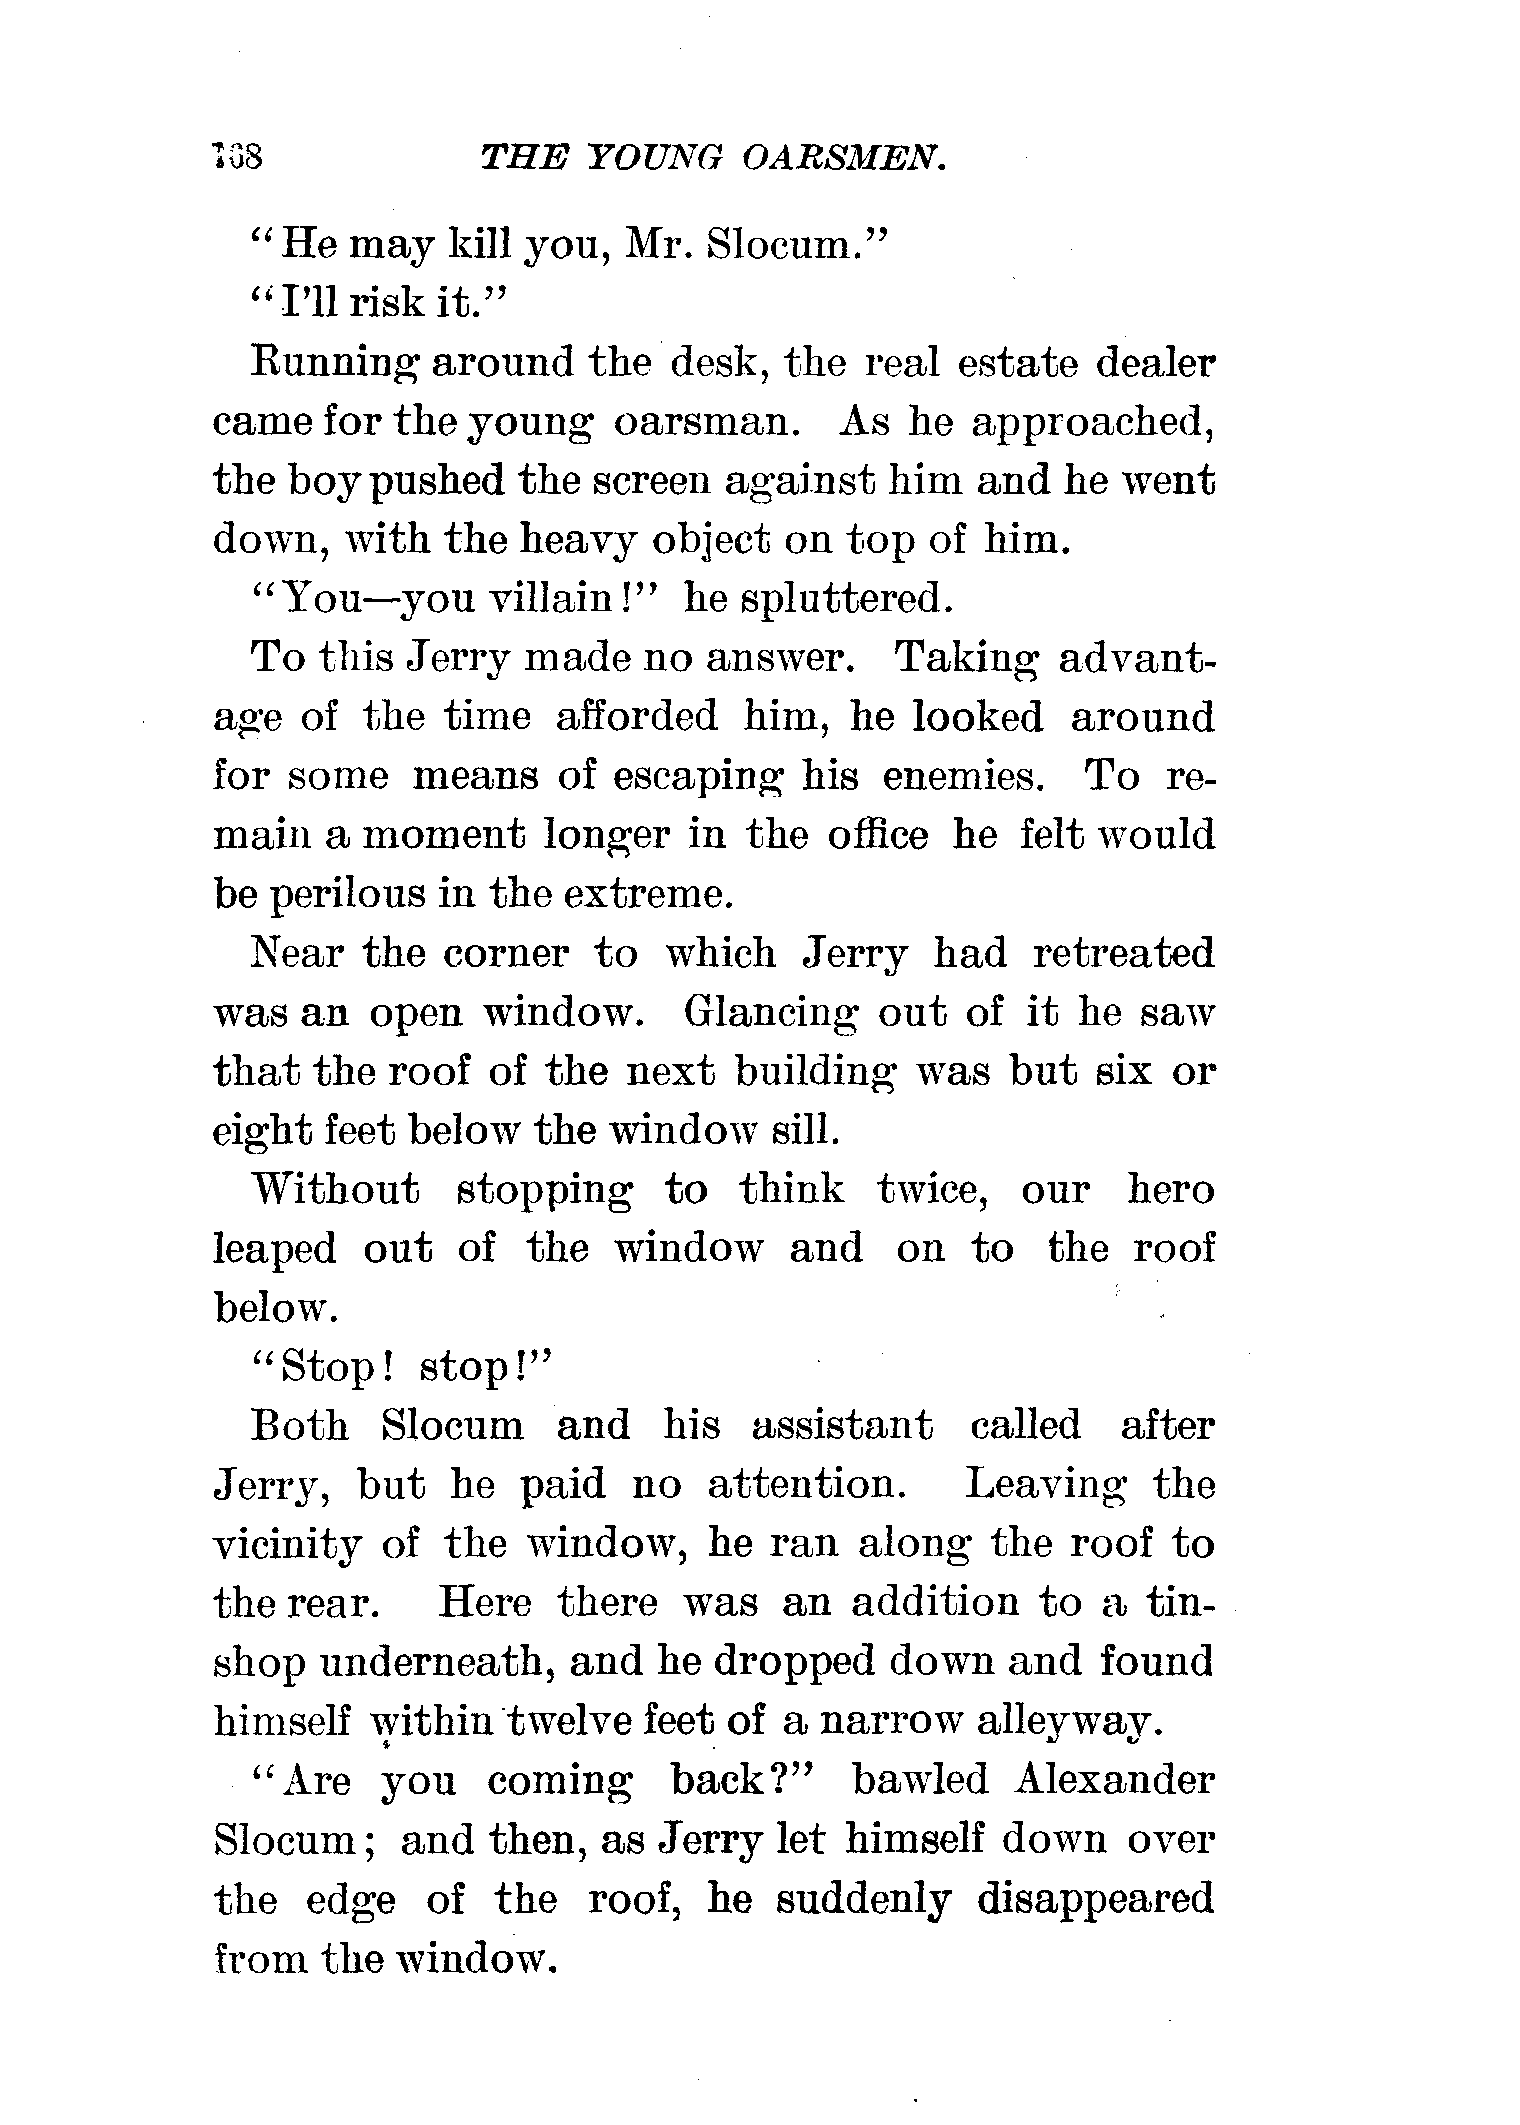 168 THE YOUNG OARSMEN.
"He may kill you, Mr. Slocum."
"I'll risk it."
Running around the desk, the real estate dealer
came for the young oarsman. As he approached,
the boy pushed the screen against him and he went
down, with the heavy object on top of him.
"You—you villain!" he spluttered.
To this Jerry made no answer. Taking advant-
age of the time afforded him, he looked around
for some means of escaping his enemies. To re-
main a moment longer in the office he felt would
be perilous in the extreme.
Near the corner to which Jerry had retreated
was an open window. Glancing out of it he saw
that the roof of the next building was but six or
eight feet below the window sill.
Without stopping to think twice, our hero
leaped out of the window and on to the roof
below.
"Stop! stop!"
Both Slocum and his assistant called after
Jerry, but he paid no attention. Leaving the
vicinity of the window, he ran along the roof to
the rear. Here there was an addition to a tin-
shop underneath, and he dropped down and found
himself within twelve feet of a narrow alleyway.
"Are you coming back?" bawled Alexander
Slocum; and then, as Jerry let himself down over
the edge of the roof, he suddenly disappeared
from the window.